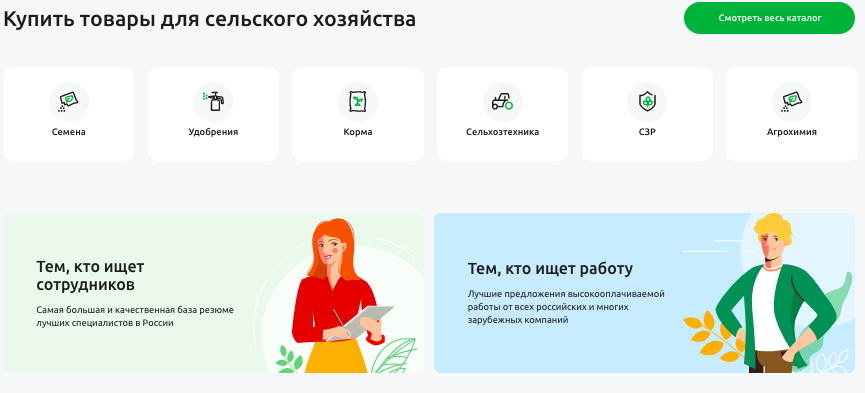 Купить товары для сельского хозяйства
Смотреть весь каталог
Семена
Удобрения
Корма
Сельхозтехника
СЗР
Агрохимия
Тем, кто ищет
сотрудников
Самая большая и качественная база резюме
лучших специалистов в России
Тем, кто ищет работу
Лучшие предложения высокооплачиваемой
работы от всех российских и многих
зарубежных компаний